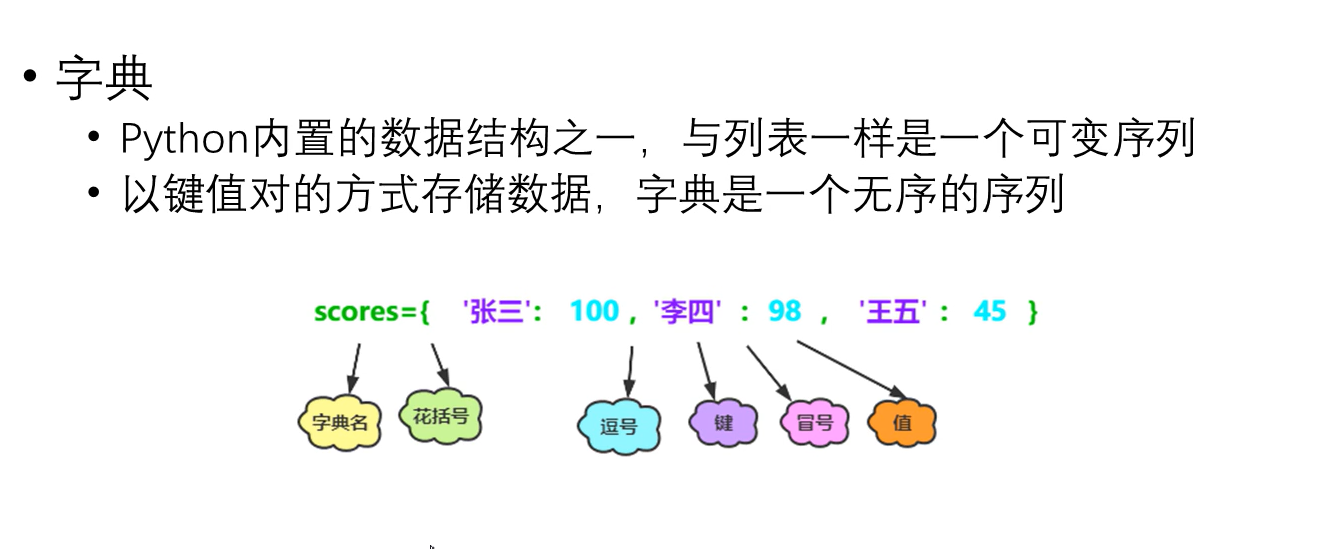 • 字典
• Python内置的数据结构之一，与列表一样是一个可变序列
• 以键值对的方式存储数据，字典是一个无序的序列
scores={ '张三': 100 , '李四' : 98 , '王五' : 45 }
字典名 花括号 逗号 键 冒号 值